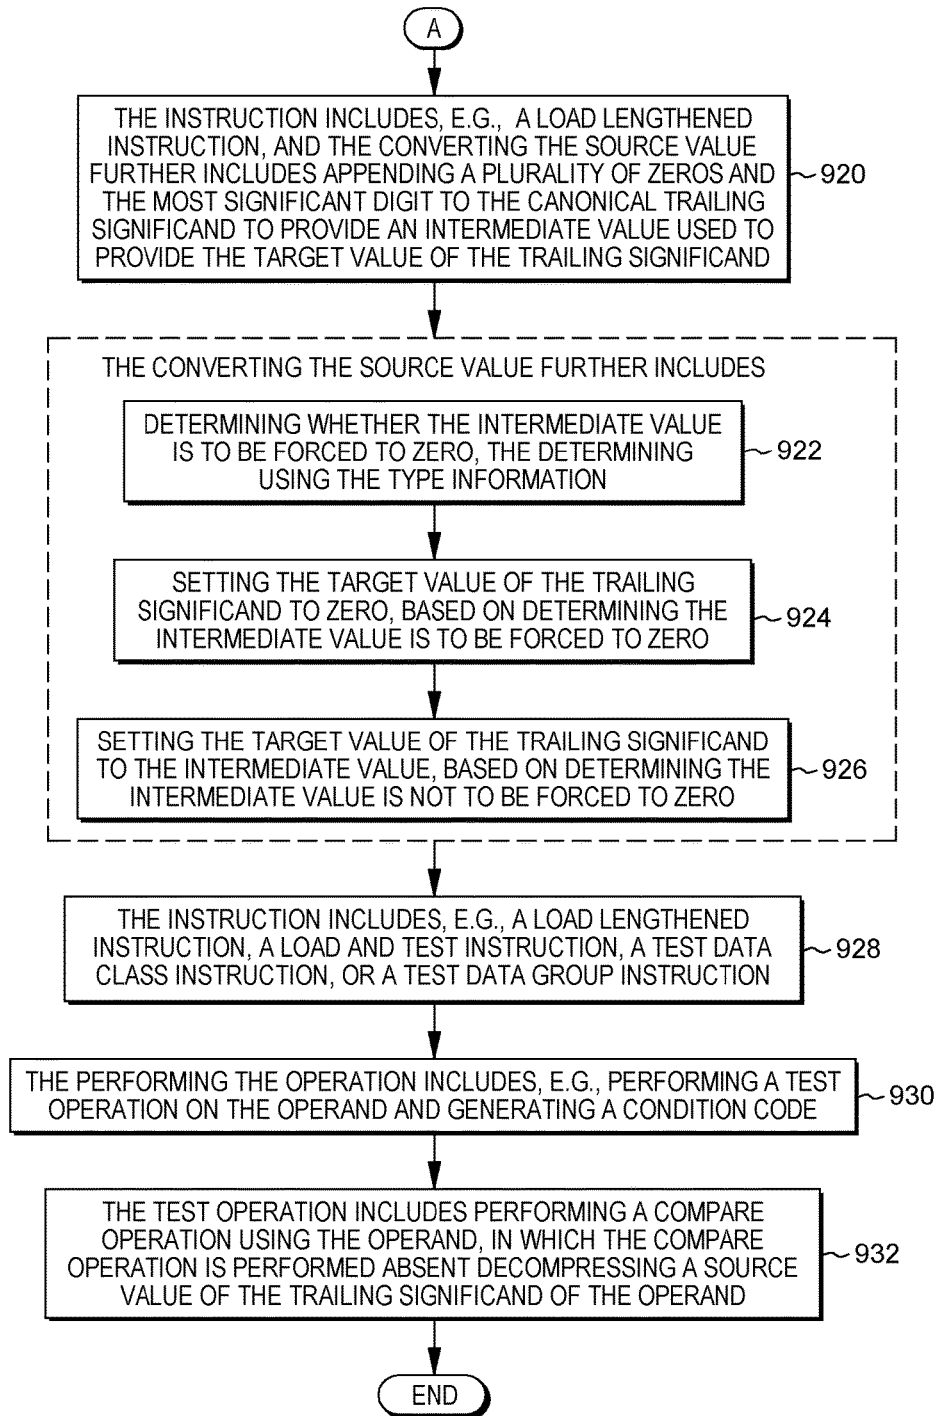 A
THE INSTRUCTION INCLUDES, E.G., A LOAD LENGTHENED
INSTRUCTION, AND THE CONVERTING THE SOURCE VALUE
FURTHER INCLUDES APPENDING A PLURALITY OF ZEROS AND
THE MOST SIGNIFICANT DIGIT TO THE CANONICAL TRAILING
SIGNIFICAND TO PROVIDE AN INTERMEDIATE VALUE USED TO
PROVIDE THE TARGET VALUE OF THE TRAILING SIGNIFICAND
920
THE CONVERTING THE SOURCE VALUE FURTHER INCLUDES
DETERMINING WHETHER THE INTERMEDIATE VALUE
IS TO BE FORCED TO ZERO, THE DETERMINING
USING THE TYPE INFORMATION
922
SETTING THE TARGET VALUE OF THE TRAILING
SIGNIFICAND TO ZERO, BASED ON DETERMINING THE
INTERMEDIATE VALUE IS TO BE FORCED TO ZERO
924
SETTING THE TARGET VALUE OF THE TRAILING SIGNIFICAND
TO THE INTERMEDIATE VALUE, BASED ON DETERMINING THE
INTERMEDIATE VALUE IS NOT TO BE FORCED TO ZERO
926
THE INSTRUCTION INCLUDES, E.G., A LOAD LENGTHENED
INSTRUCTION, A LOAD AND TEST INSTRUCTION, A TEST DATA
CLASS INSTRUCTION, OR A TEST DATA GROUP INSTRUCTION
928
THE PERFORMING THE OPERATION INCLUDES, E.G., PERFORMING A TEST
OPERATION ON THE OPERAND AND GENERATING A CONDITION CODE
930
THE TEST OPERATION INCLUDES PERFORMING A COMPARE
OPERATION USING THE OPERAND, IN WHICH THE COMPARE
OPERATION IS PERFORMED ABSENT DECOMPRESSING A SOURCE
VALUE OF THE TRAILING SIGNIFICAND OF THE OPERAND
932
END